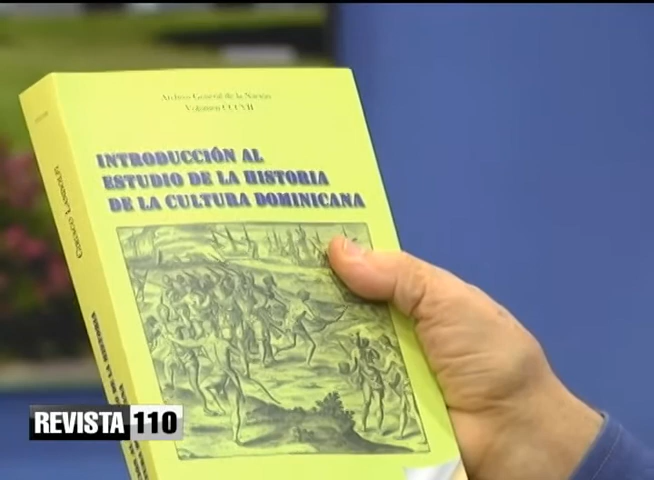 Archivo General de la Nación
Volumen CCCVII
INTRODUCCIÓN AL
ESTUDIO DE LA HISTORIA
DE LA CULTURA DOMINICANA
REVISTA 110